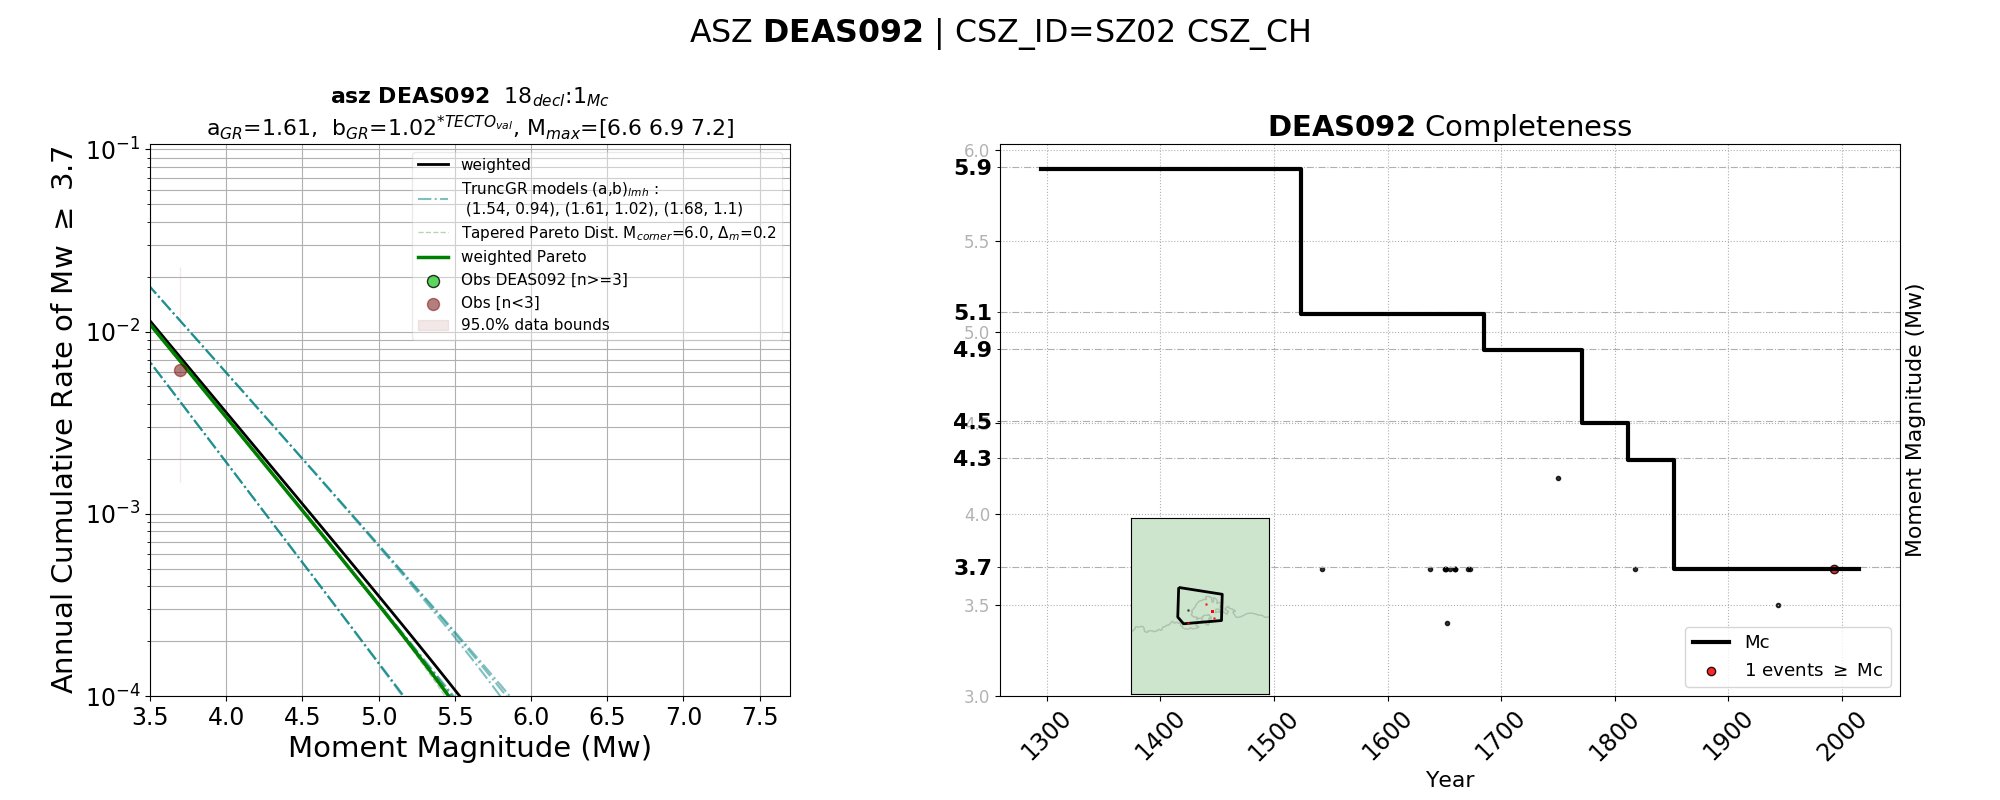 ASZ DEAS092 | CSZ_ID=SZ02 CSZ_CH
asz DEAS092 18decl:1Mc
aGR=1.61, bGR=1.02*TECTOval, Mmax=[6.6 6.9 7.2]
Annual Cumulative Rate of Mw ≥ 3.7
10−1
10−2
10−3
10−4
weighted
TruncGR models (a,b)lmh :
(1.54, 0.94), (1.61, 1.02), (1.68, 1.1)
Tapered Pareto Dist. Mcorner=6.0, Δm=0.2
weighted Pareto
Obs DEAS092 [n>=3]
Obs [n<3]
95.0% data bounds
3.5 4.0 4.5 5.0 5.5 6.0 6.5 7.0 7.5
Moment Magnitude (Mw)
DEAS092 Completeness
6.0
5.9
5.5
5.1
5.0
4.9
4.5
4.3
4.0
3.7
3.5
3.0
Moment Magnitude (Mw)
Mc
1 events ≥ Mc
1300 1400 1500 1600 1700 1800 1900 2000
Year